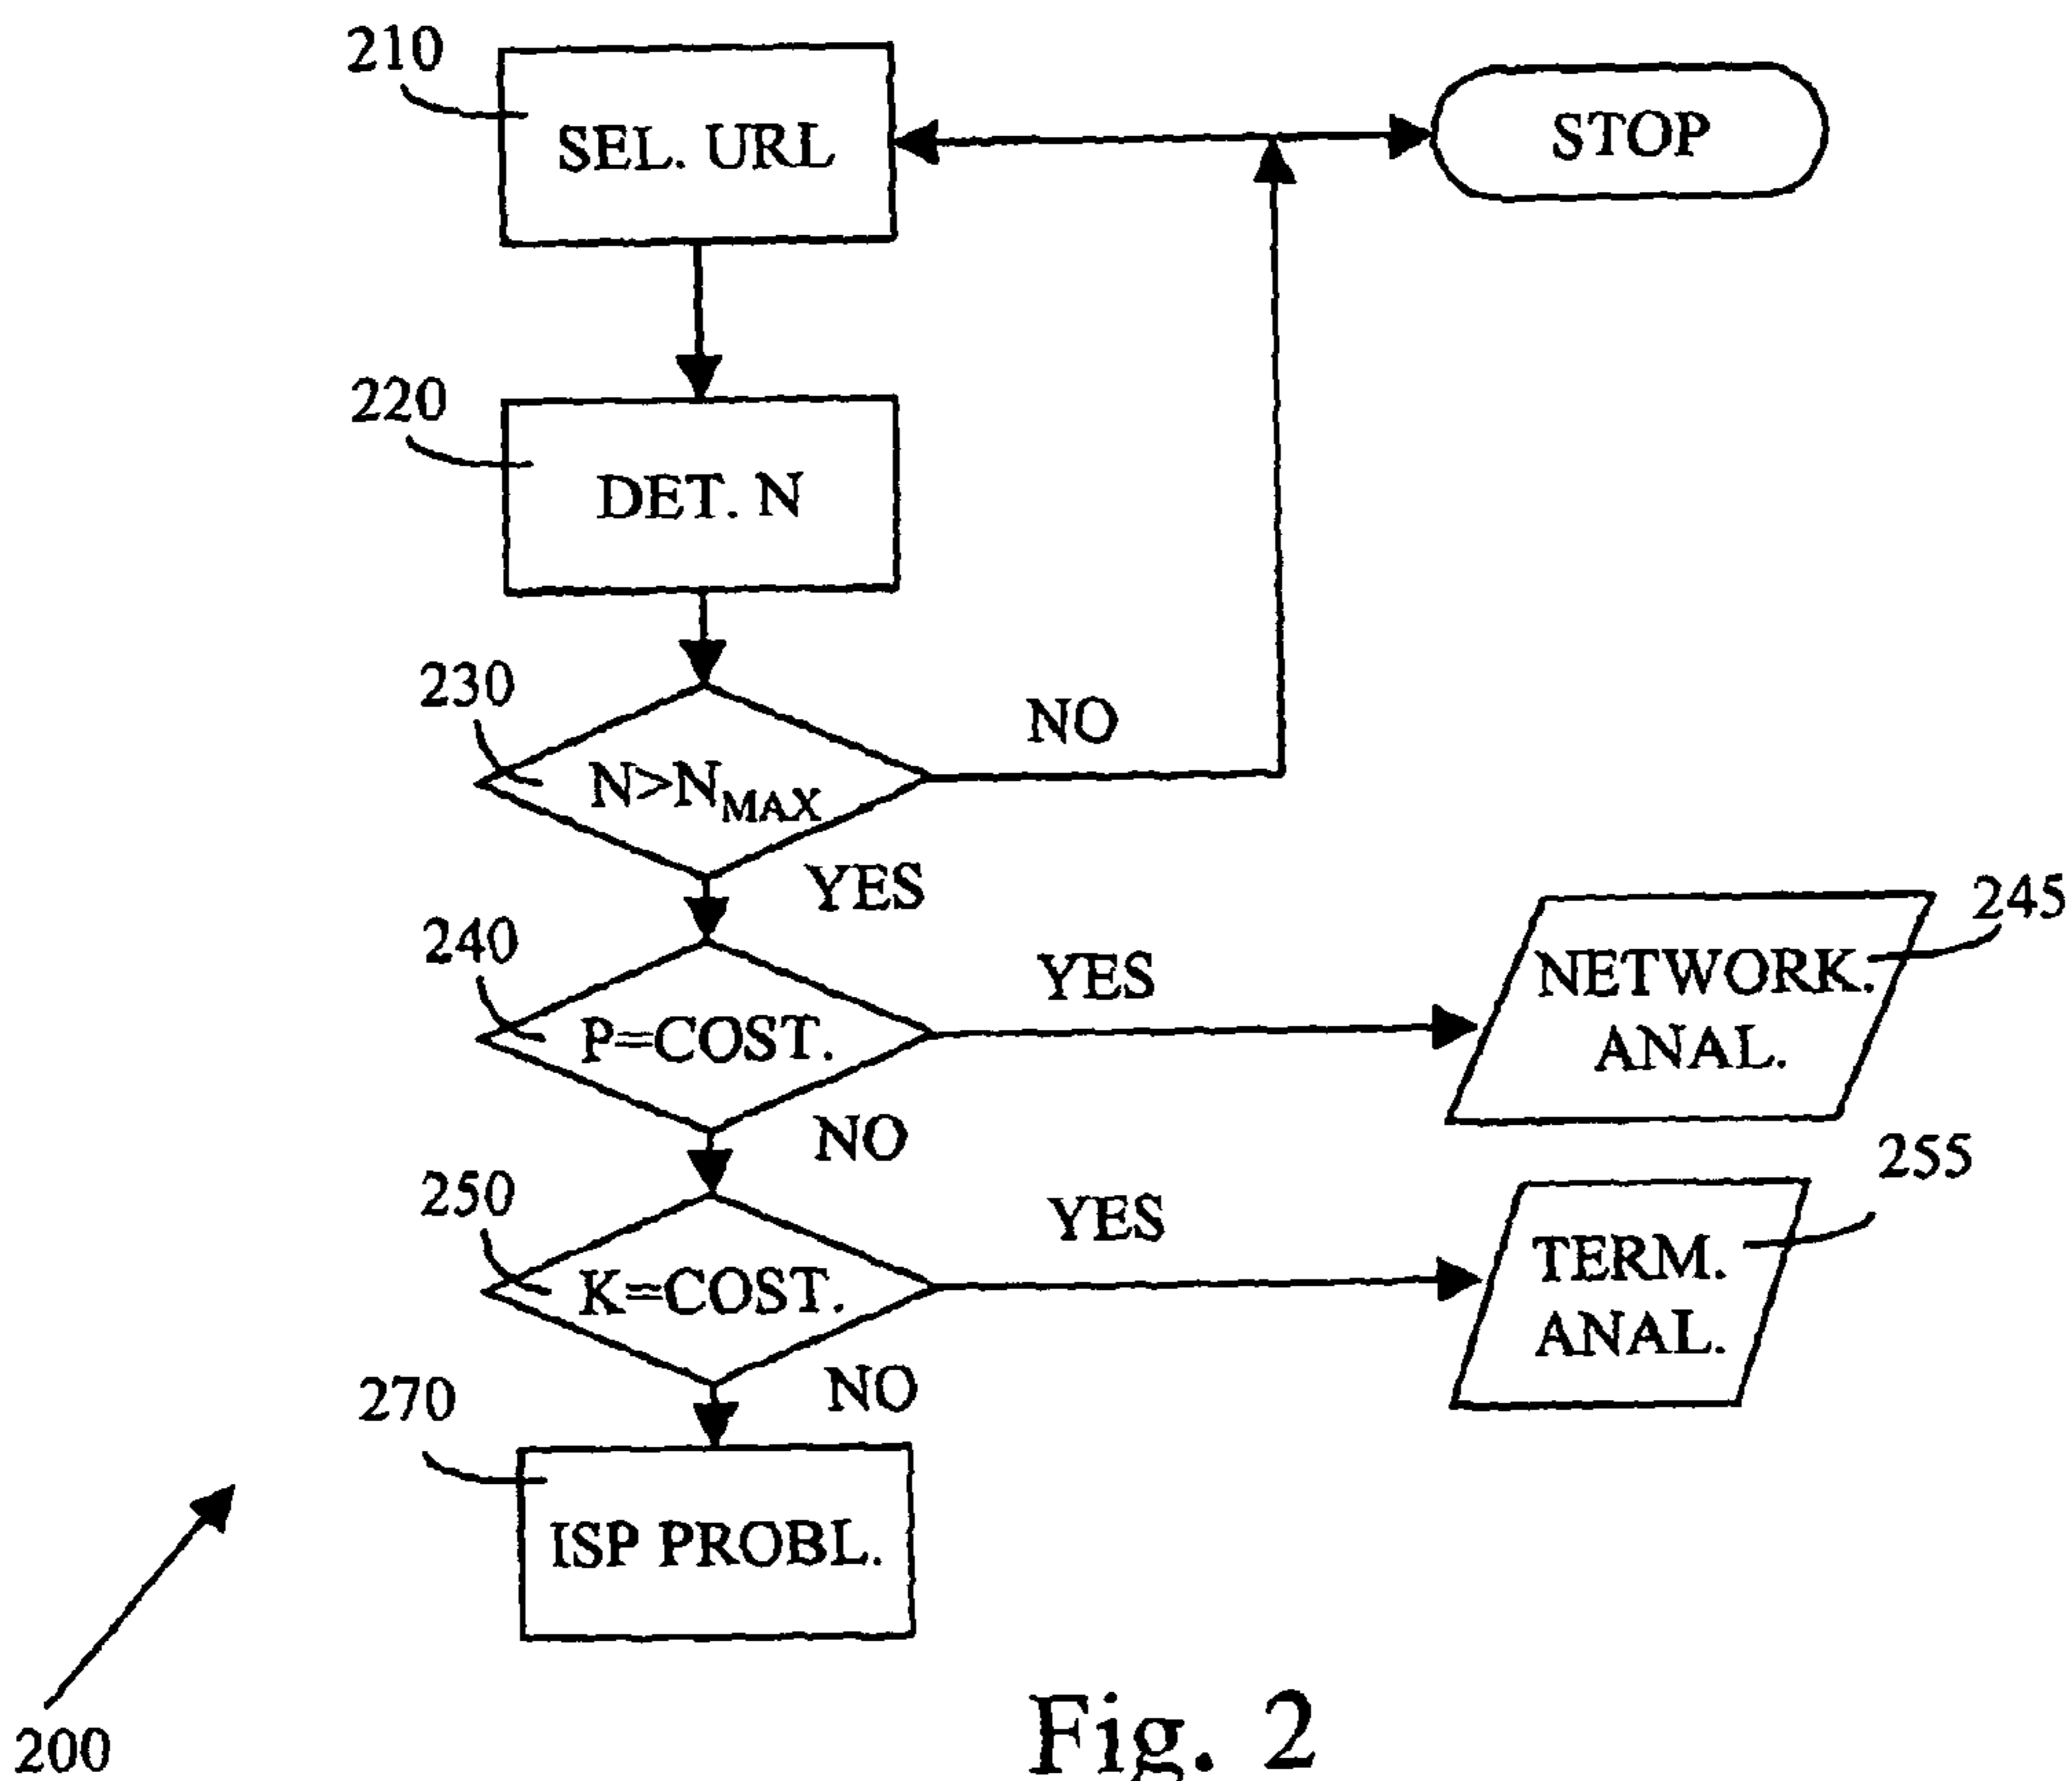 210
SEL. URL
STOP
220
DET. N
230
NO
N>NMAX
YES
240
P=COST.
YES
245
NETWORK.
ANAL.
NO
250
K=COST.
YES
255
TERM.
ANAL.
NO
270
ISP PROBL.
200
Fig. 2